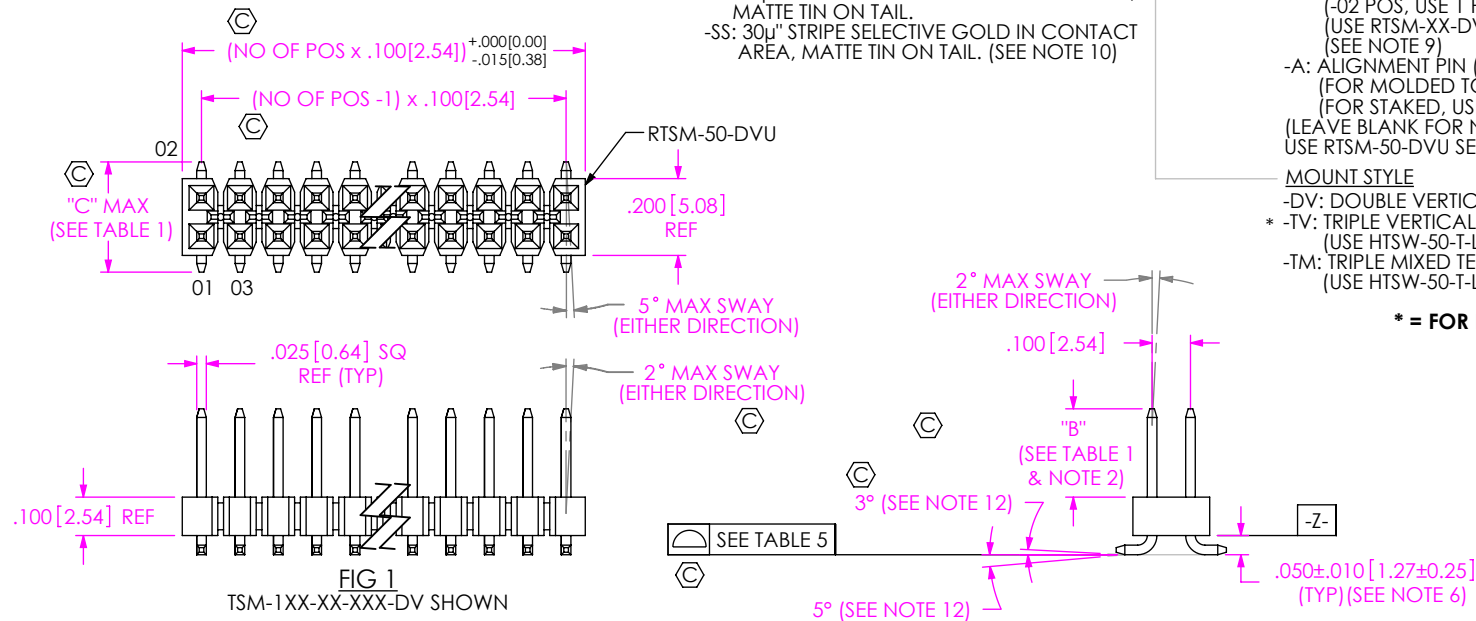 MATTE TIN ON TAIL.
-SS: 30µ" STRIPE SELECTIVE GOLD IN CONTACT
AREA, MATTE TIN ON TAIL. (SEE NOTE 10)
(-02 POS, USE 1
(USE RTSM-XX-DV
(SEE NOTE 9)
-A: ALIGNMENT PIN
(FOR MOLDED TO
(FOR STAKED, US
(LEAVE BLANK FOR
USE RTSM-50-DVU SE
MOUNT STYLE
-DV: DOUBLE VERTIC
* -TV: TRIPLE VERTICAL
(USE HTSW-50-T-L
-TM: TRIPLE MIXED TE
(USE HTSW-50-T-L
* = FOR
C
(NO OF POS x .100[2.54]) +.000[0.00]
-.015[0.38]
(NO OF POS -1) x .100[2.54]
C
RTSM-50-DVU
02
C
"C" MAX
(SEE TABLE 1)
.200 [5.08]
REF
01 03
5° MAX SWAY
(EITHER DIRECTION)
.025[0.64] SQ
REF (TYP)
2° MAX SWAY
(EITHER DIRECTION)
.100[2.54] REF
FIG 1
TSM-1XX-XX-XXX-DV SHOWN
2° MAX SWAY
(EITHER DIRECTION)
.100[2.54]
C
C
"B"
(SEE TABLE 1
& NOTE 2)
C
3° (SEE NOTE 12)
SEE TABLE 5
C
-Z-
5° (SEE NOTE 12)
.050±.010 [1.27±0.25]
(TYP)(SEE NOTE 6)